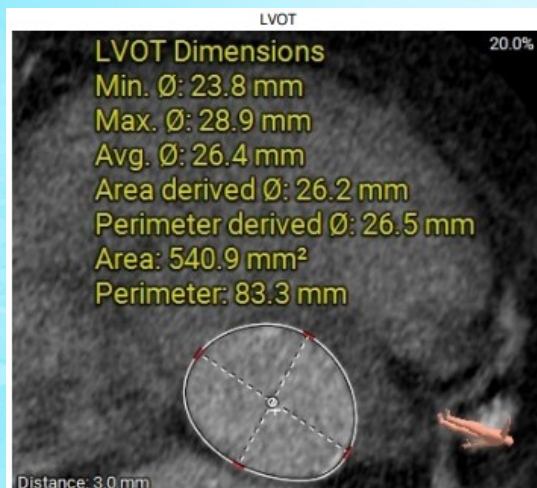 LVOT
20.0%
LVOT Dimensions
Min. Ø: 23.8 mm
Max. Ø: 28.9 mm
Avg. Ø: 26.4 mm
Area derived Ø: 26.2 mm
Perimeter derived Ø: 26.5 mm
Area: 540.9 mm²
Perimeter: 83.3 mm
Distance: 3.0 mm